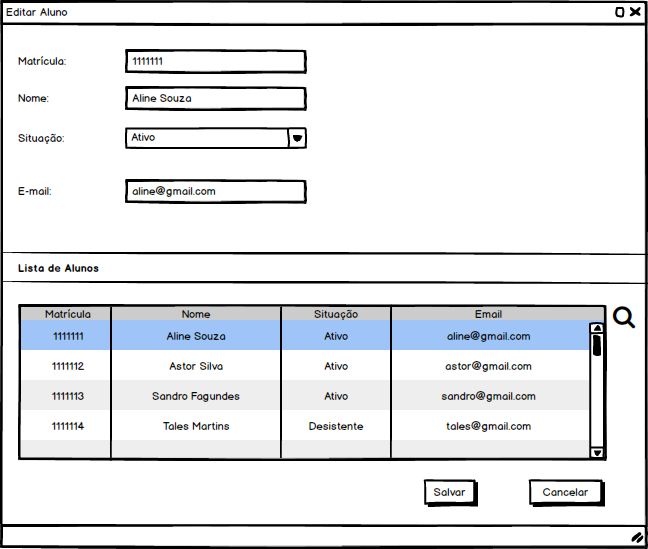 Editar Aluno
Matrícula: 1111111
Nome: Aline Souza
Situação: Ativo
E-mail: aline@gmail.com
Lista de Alunos
Matrícula Nome Situação Email
1111111 Aline Souza Ativo aline@gmail.com
1111112 Astor Silva Ativo astor@gmail.com
1111113 Sandro Fagundes Ativo sandro@gmail.com
1111114 Tales Martins Desistente tales@gmail.com
Salvar Cancelar